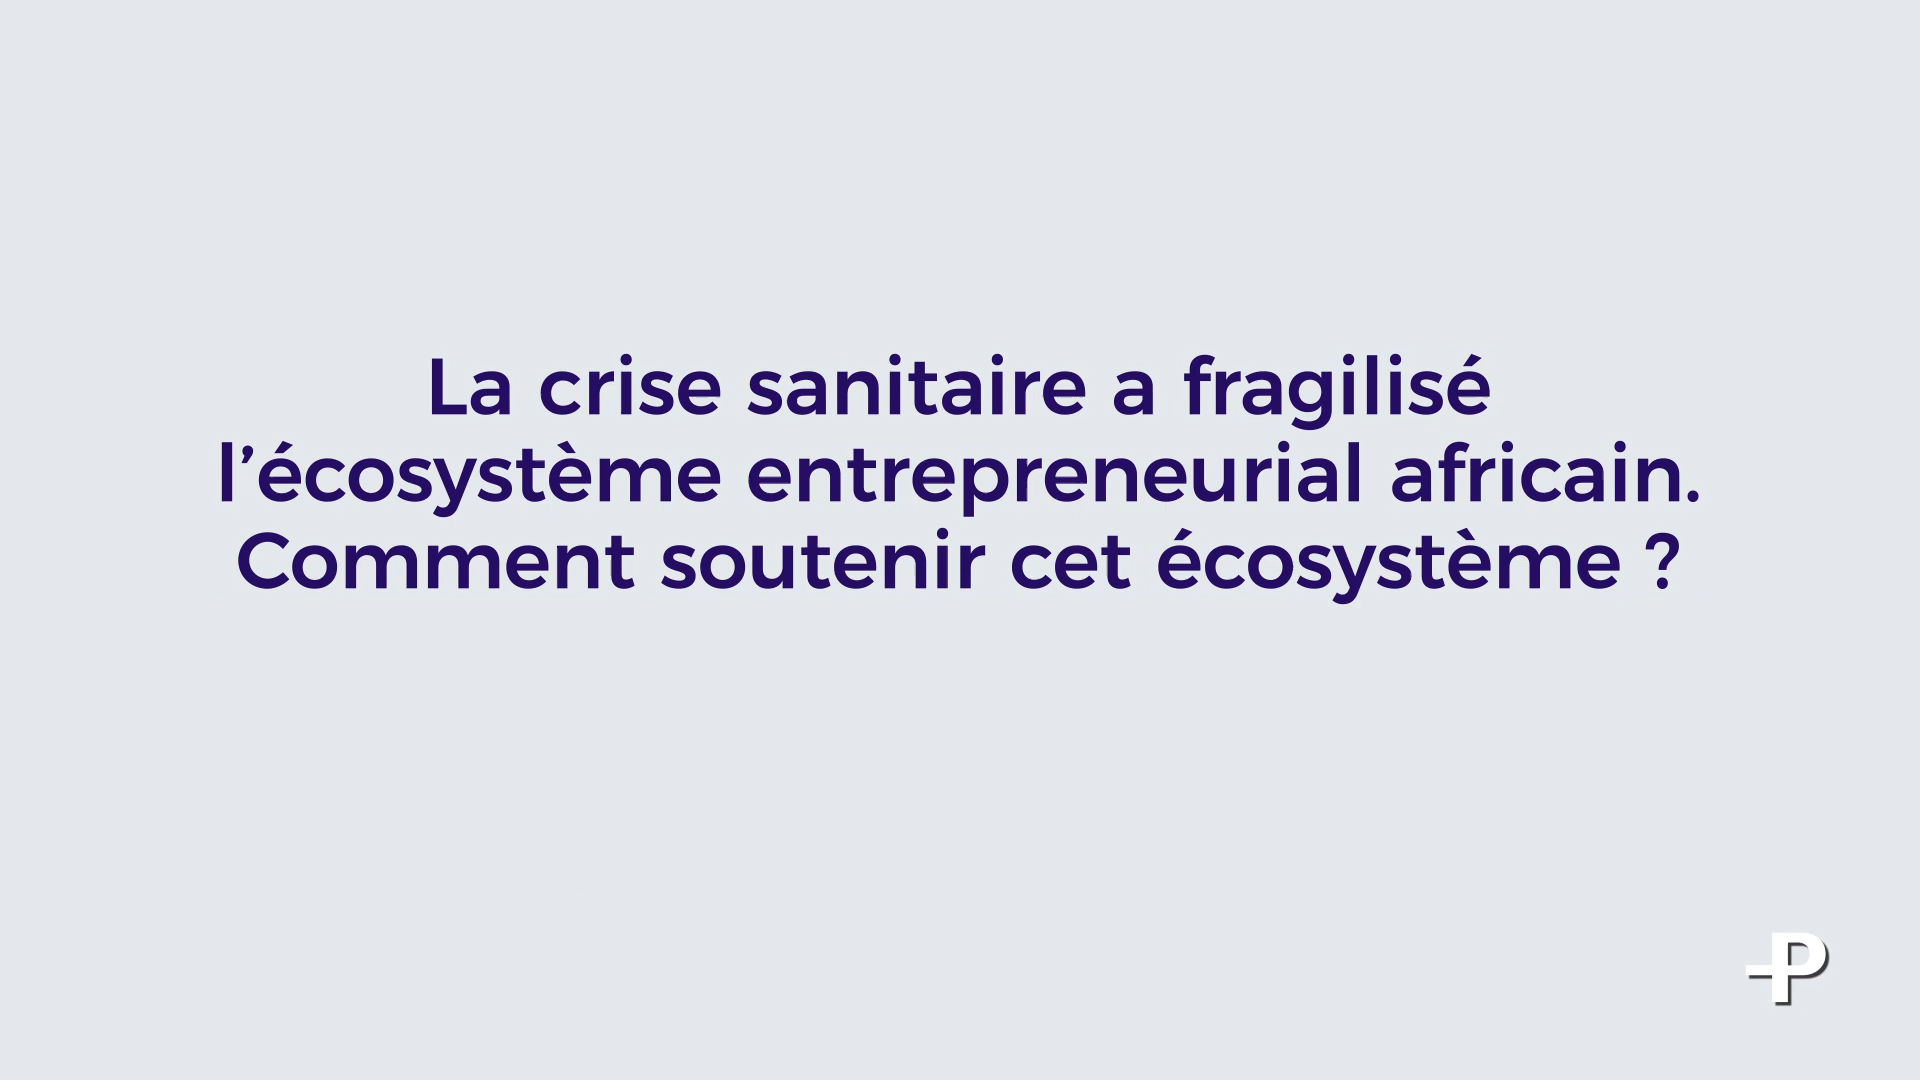 La crise sanitaire a fragilisé
l’écosystème entrepreneurial africain.
Comment soutenir cet écosystème ?
P